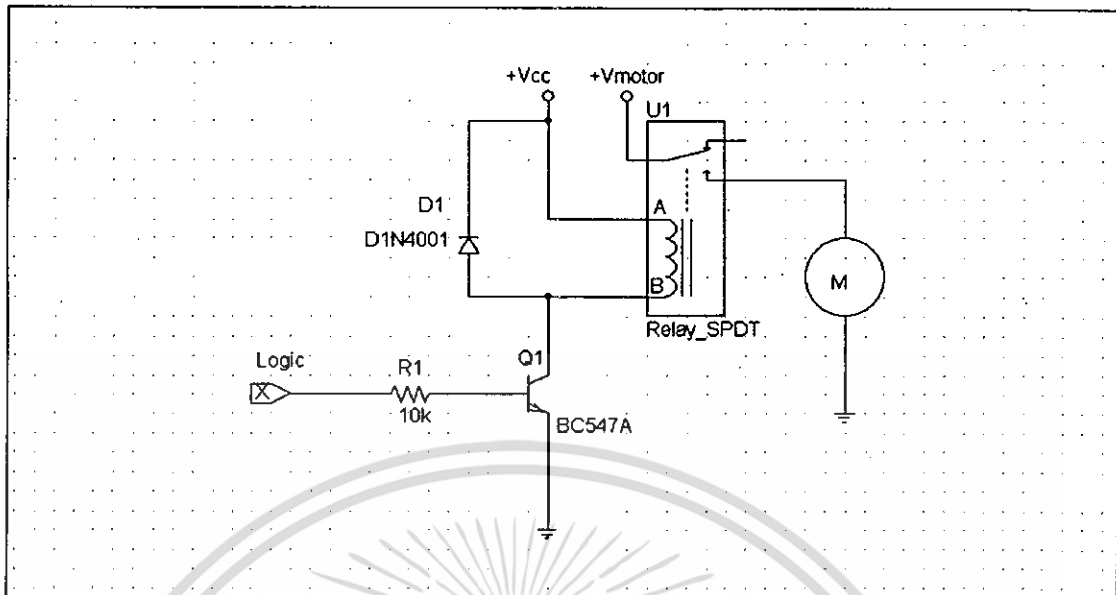 +Vcc
+Vmotor
U1
D1
D1N4001
A
B
M
Relay_SPDT
Logic
X
R1
10k
Q1
BC547A